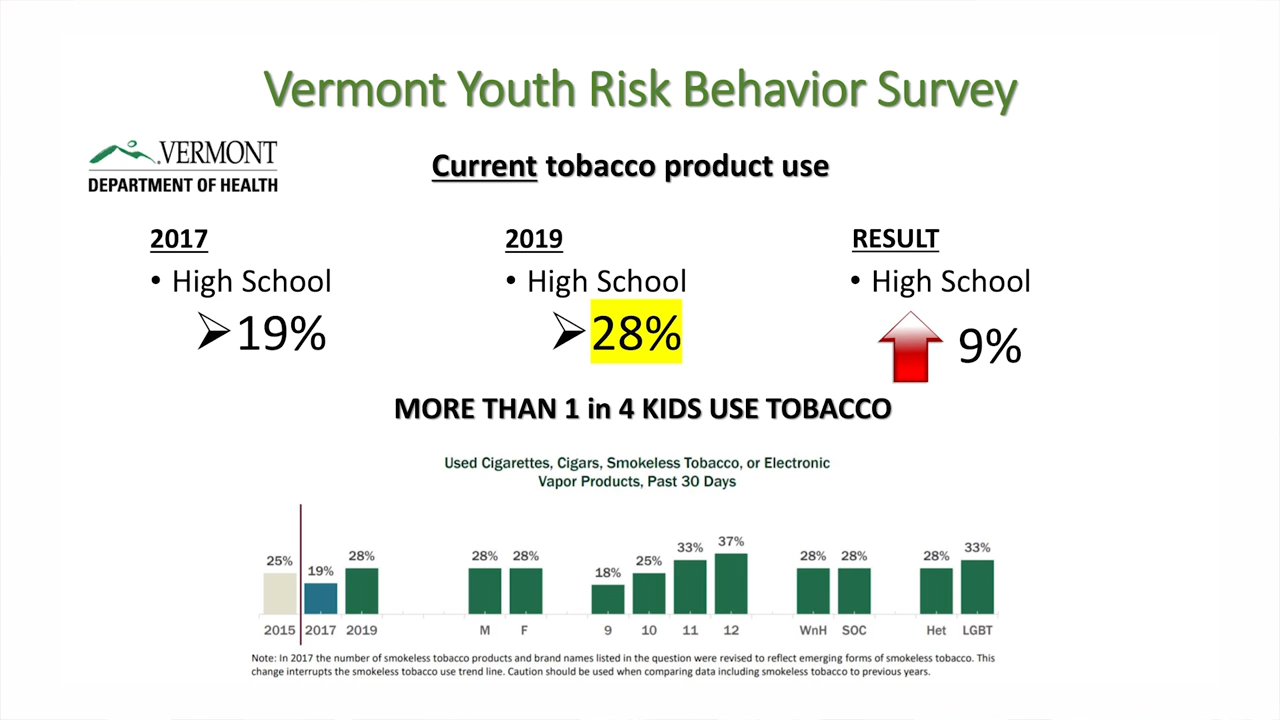 Vermont Youth Risk Behavior Survey
VERMONT
DEPARTMENT OF HEALTH
Current tobacco product use
2017
• High School
➢19%
2019
• High School
➢28%
RESULT
• High School
9%
MORE THAN 1 in 4 KIDS USE TOBACCO
Used Cigarettes, Cigars, Smokeless Tobacco, or Electronic
Vapor Products, Past 30 Days
25% 19% 28% 28% 28% 18% 25% 33% 37% 28% 28% 28% 33%
2015 2017 2019 M F 9 10 11 12 WnH SOC Het LGBT
Note: In 2017 the number of smokeless tobacco products and brand names listed in the question were revised to reflect emerging forms of smokeless tobacco. This
change interrupts the smokeless tobacco use trend line. Caution should be used when comparing data including smokeless tobacco to previous years.